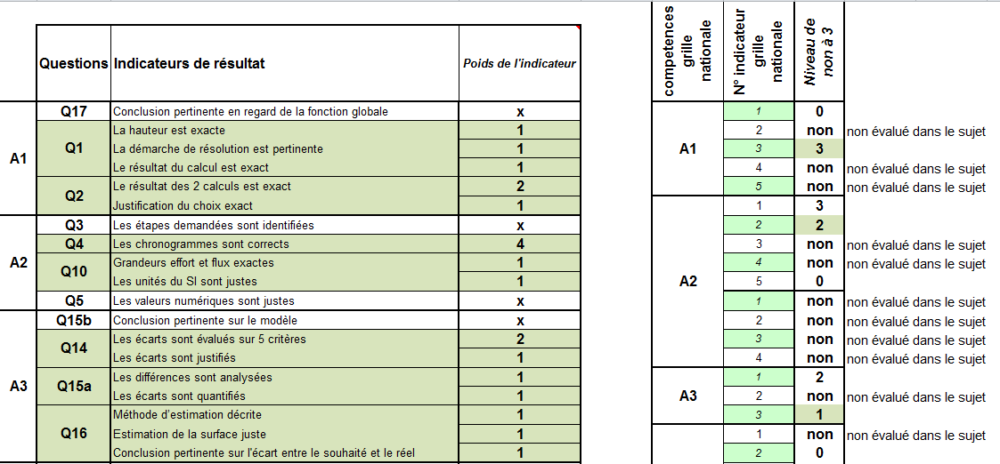 Questions Indicateurs de résultat Poids de l'indicateur
A1
Q17 Conclusion pertinente en regard de la fonction globale x
Q1 La hauteur est exacte 1
La démarche de résolution est pertinente 1
Le résultat du calcul est exact 1
Q2 Le résultat des 2 calculs est exact 2
Justification du choix exact 1
A2
Q3 Les étapes demandées sont identifiées x
Q4 Les chronogrammes sont corrects 4
Q10 Grandeurs effort et flux exactes 1
Les unités du SI sont justes 1
Q5 Les valeurs numériques sont justes x
A3
Q15b Conclusion pertinente sur le modèle x
Q14 Les écarts sont évalués sur 5 critères 2
Les écarts sont justifiés 1
Q15a Les différences sont analysées 1
Les écarts sont quantifiés 1
Q16 Méthode d'estimation décrite 1
Estimation de la surface juste 1
Conclusion pertinente sur l'écart entre le souhaité et le réel 1
competences
grille
nationale
N° indicateur
grille
nationale
Niveau de
non à 3
A1
1 0
2 non non évalué dans le sujet
3 3
4 non non évalué dans le sujet
5 non non évalué dans le sujet
A2
1 3
2 2
3 non non évalué dans le sujet
4 non non évalué dans le sujet
5 0
1 non non évalué dans le sujet
2 non non évalué dans le sujet
3 non non évalué dans le sujet
4 non non évalué dans le sujet
A3
1 2
2 non non évalué dans le sujet
3 1
1 non non évalué dans le sujet
2 0